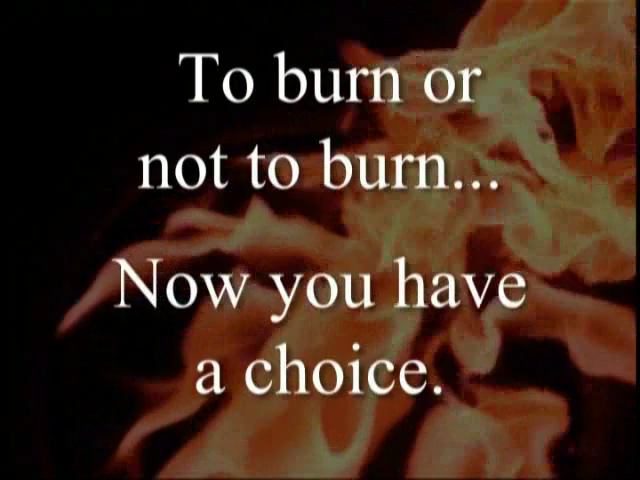 To burn or
not to burn...
Now you have
a choice.